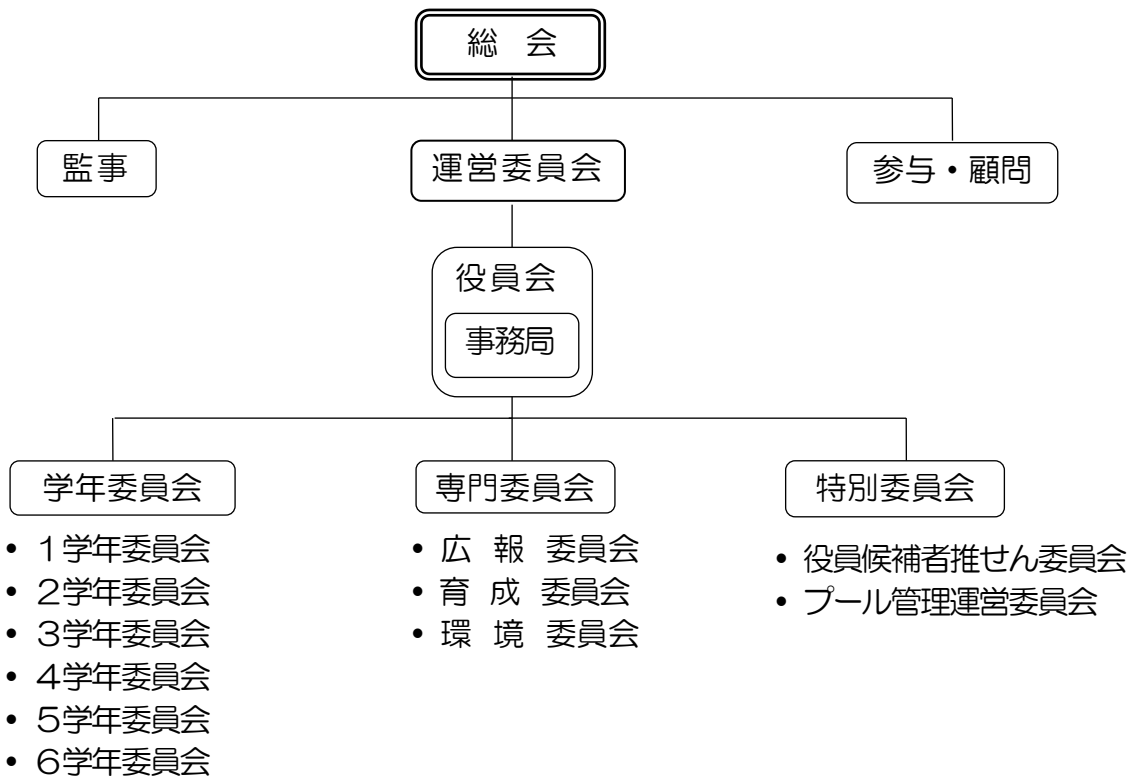 総 会
監事
運営委員会
参与・顧問
役員会
事務局
学年委員会
• １学年委員会
• ２学年委員会
• ３学年委員会
• ４学年委員会
• ５学年委員会
• ６学年委員会
専門委員会
• 広 報 委員会
• 育 成 委員会
• 環 境 委員会
特別委員会
• 役員候補者推せん委員会
• プール管理運営委員会